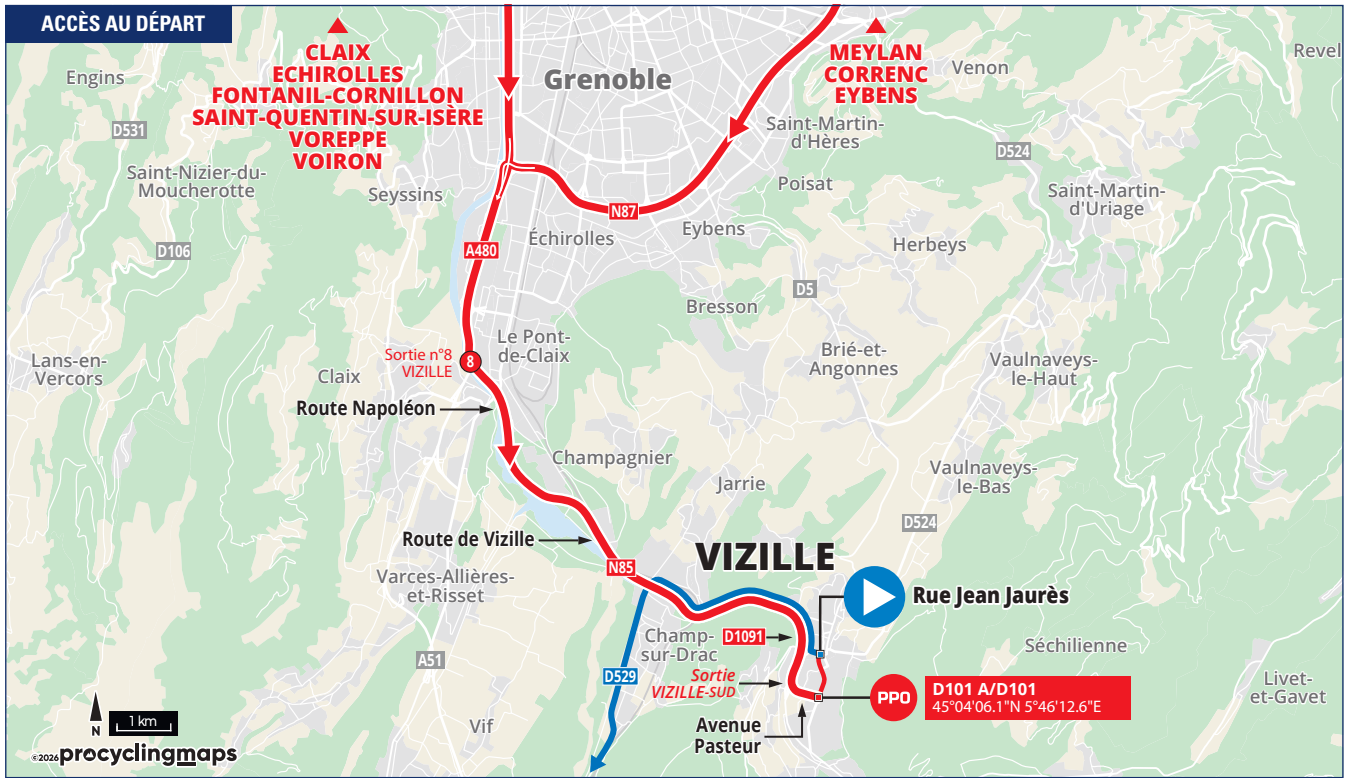 ACCÈS AU DÉPART
CLAIX
ECHIROLLES
FONTANIL-CORNILLON
SAINT-QUENTIN-SUR-ISÈRE
VOREPPE
VOIRON
MEYLAN
CORRENC
EYBENS
Grenoble
Engins
Venon
Revel
D531
Saint-Martin-
d'Hères
D524
Saint-Nizier-du-
Moucherotte
Seyssins
Poisat
Saint-Martin-
d'Uriage
N87
Échirolles
Eybens
Herbeys
D106
A480
D5
Bresson
Le Pont-
de-Claix
Sortie n°8
VIZILLE
8
Lans-en-
Vercors
Claix
Brié-et-
Angonnes
Vaulnaveys-
le-Haut
Route Napoléon
Champagnier
Jarrie
Vaulnaveys-
le-Bas
D524
Route de Vizille
VIZILLE
N85
Varces-Allières-
et-Risset
Rue Jean Jaurès
Champ-
sur-Drac
D1091
Séchilienne
A51
D529
Sortie
VIZILLE-SUD
PPO
D101 A/D101
45°04'06.1"N 5°46'12.6"E
Livet-
et-Gavet
Vif
Avenue
Pasteur
N
1 km
©2026 procyclingmaps